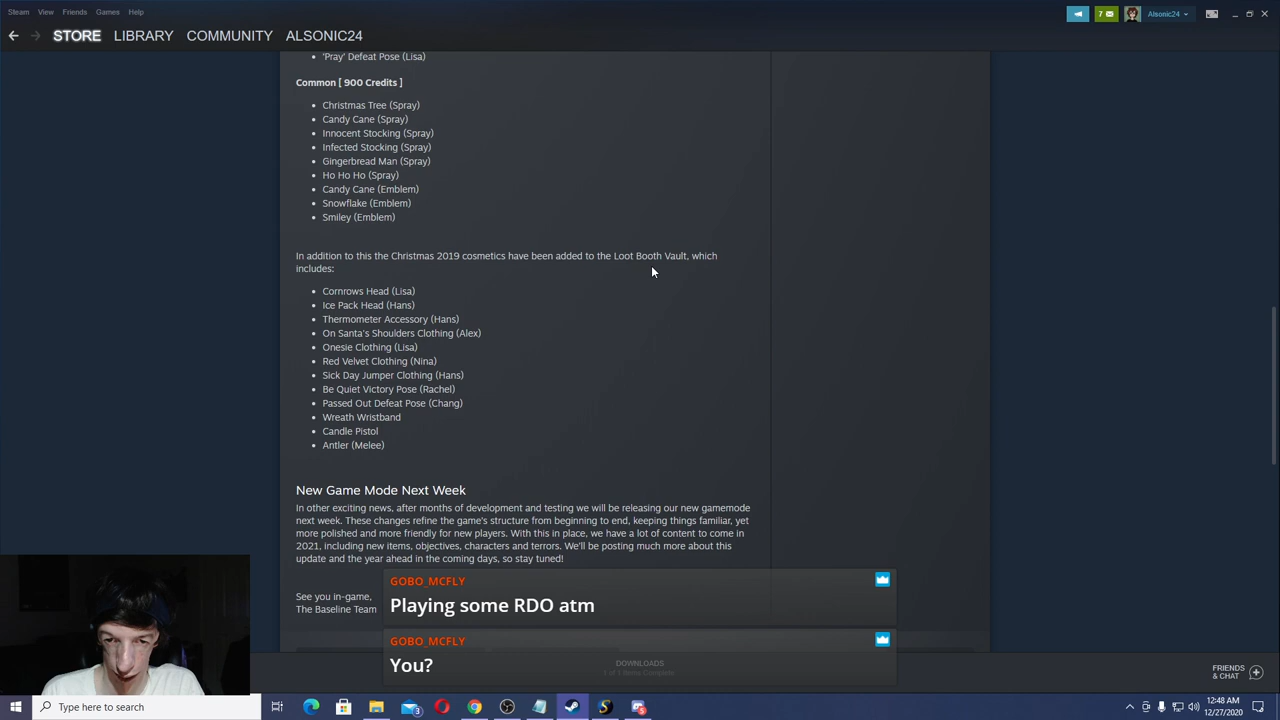 Steam View Friends Games Help
7 Alsonic24
STORE LIBRARY COMMUNITY ALSONIC24
'Pray' Defeat Pose (Lisa)
Common [ 900 Credits ]
Christmas Tree (Spray)
Candy Cane (Spray)
Innocent Stocking (Spray)
Infected Stocking (Spray)
Gingerbread Man (Spray)
Ho Ho Ho (Spray)
Candy Cane (Emblem)
Snowflake (Emblem)
Smiley (Emblem)
In addition to this the Christmas 2019 cosmetics have been added to the Loot Booth Vault, which
includes:
Cornrows Head (Lisa)
Ice Pack Head (Hans)
Thermometer Accessory (Hans)
On Santa's Shoulders Clothing (Alex)
Onesie Clothing (Lisa)
Red Velvet Clothing (Nina)
Sick Day Jumper Clothing (Hans)
Be Quiet Victory Pose (Rachel)
Passed Out Defeat Pose (Chang)
Wreath Wristband
Candle Pistol
Antler (Melee)
New Game Mode Next Week
In other exciting news, after months of development and testing we will be releasing our new gamemode
next week. These changes refine the game's structure from beginning to end, keeping things familiar, yet
more polished and more friendly for new players. With this in place, we have a lot of content to come in
2021, including new items, objectives, characters and terrors. We'll be posting much more about this
update and the year ahead in the coming days, so stay tuned!
See you in-game,
The Baseline Team
GOBO_MCFLY
Playing some RDO atm
GOBO_MCFLY
You?
DOWNLOADS
1 of 1 Items Complete
FRIENDS
& CHAT
Type here to search
3
12:48 AM
12/27/2020